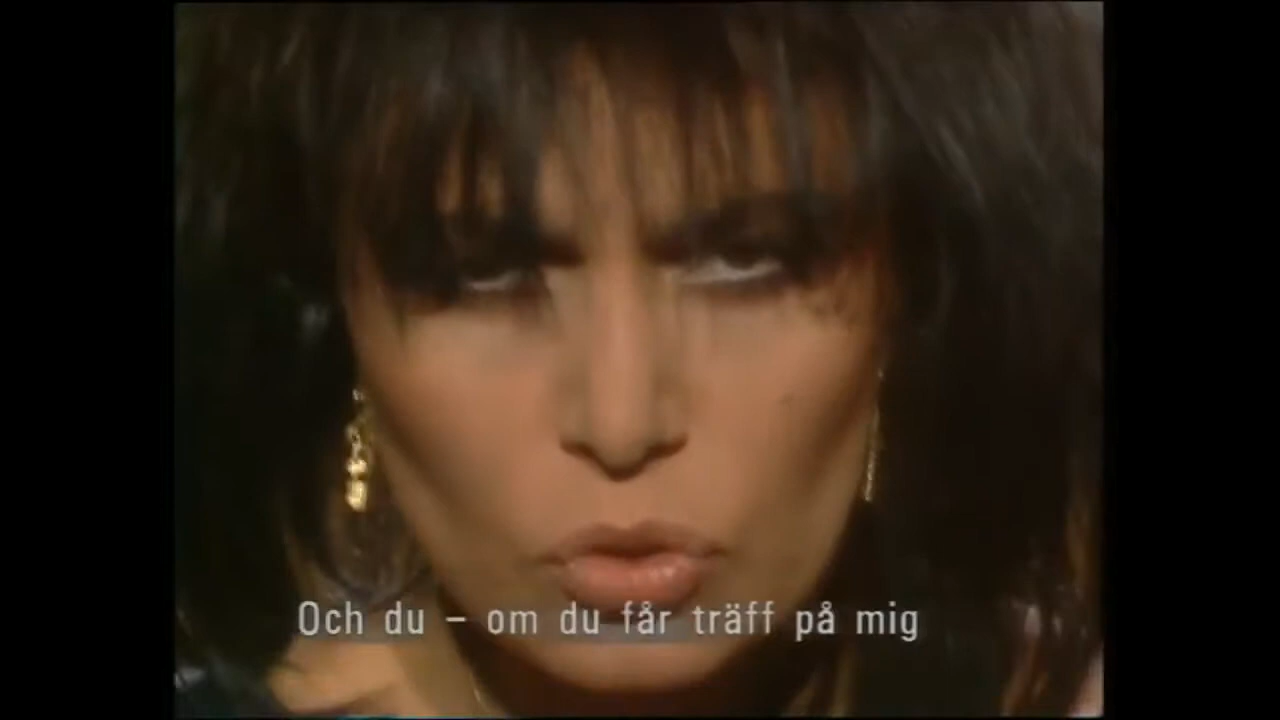 Och du – om du får träff på mig